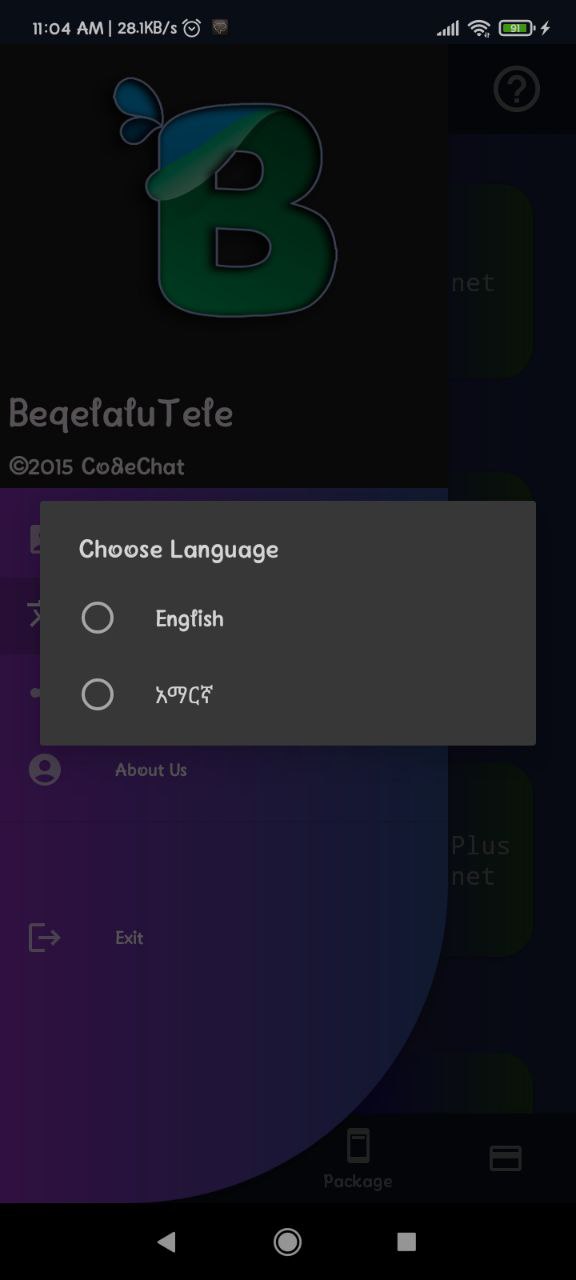 11:04 AM | 28.1KB/s
91
B
net
BeqelaluTele
©2015 CodeChat
Choose Language
English
አማርኛ
About Us
Plus
net
Exit
Package